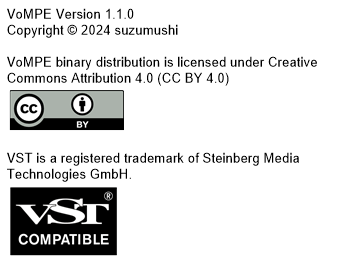 VoMPE Version 1.1.0
Copyright © 2024 suzumushi
VoMPE binary distribution is licensed under Creative
Commons Attribution 4.0 (CC BY 4.0)
cc
BY
VST is a registered trademark of Steinberg Media
Technologies GmbH.
VST®
COMPATIBLE